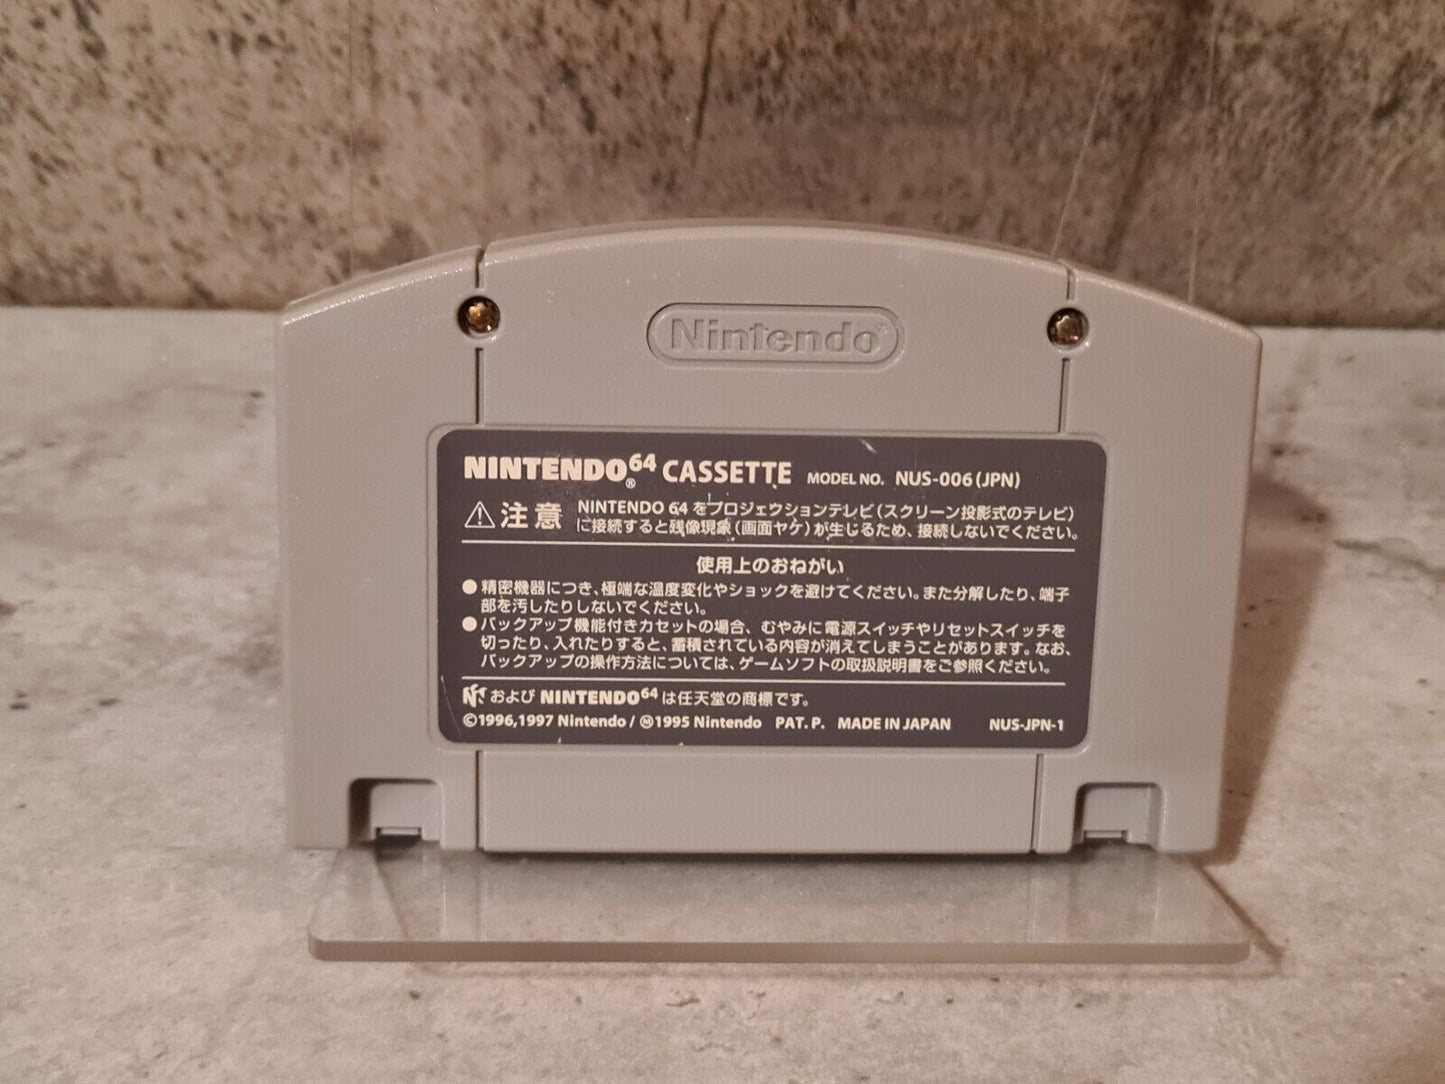 Nintendo®
NINTENDO64® CASSETTE MODEL NO. NUS-006(JPN)
⚠注意 NINTENDO 64をプロジェクションテレビ(スクリーン投影式のテレビ)
に接続すると残像現象(画面ヤケ)が生じるため、接続しないでください。
使用上のおねがい
●精密機器につき、極端な温度変化やショックを避けてください。また分解したり、端子
部を汚したりしないでください。
●バックアップ機能付きカセットの場合、むやみに電源スイッチやリセットスイッチを
切ったり、入れたりすると、蓄積されている内容が消えてしまうことがあります。なお、
バックアップの操作方法については、ゲームソフトの取扱説明書をご参照ください。
および NINTENDO64は任天堂の商標です。
©1996,1997 Nintendo/Ⓜ1995 Nintendo PAT.P. MADE IN JAPAN NUS-JPN-1